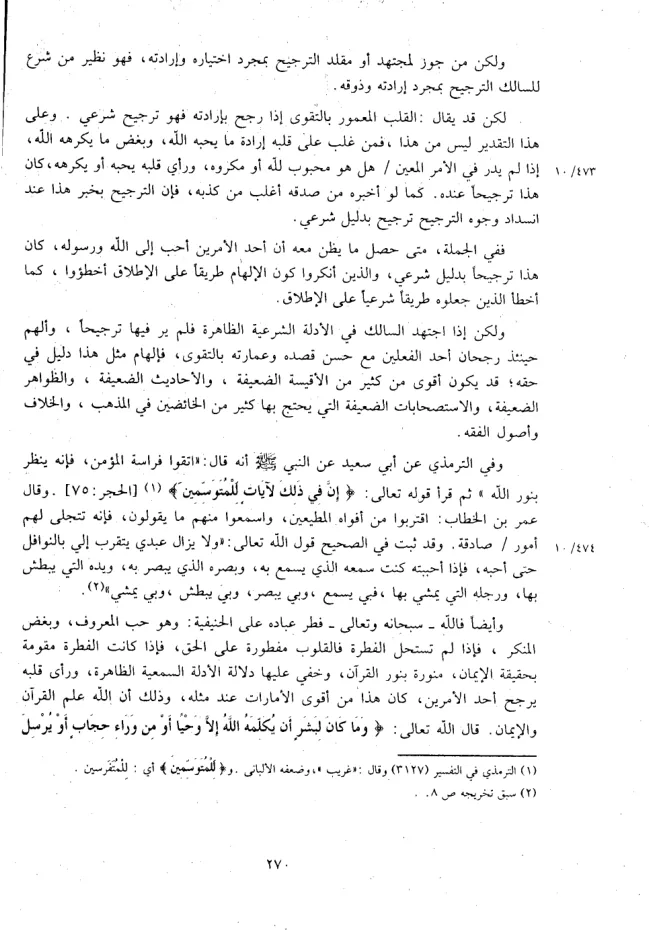 ولكن من جوز لمجتهد أو مقلد الترجيح بمجرد اختياره وإرادته، فهو نظير من شرع
للسالك الترجيح بمجرد إرادته وذوقه.
لكن قد يقال: القلب المعمور بالتقوى إذا رجح بإرادته فهو ترجيح شرعي. وعلى
هذا التقدير ليس من هذا، فمن غلب على قلبه إرادة ما يحبه الله، وبغض ما يكرهه الله،
إذا لم يدر في الأمر المعين / هل هو محبوب لله أو مكروه، ورأي قلبه يحبه أو يكرهه، كان
١٠/٤٧٣
هذا ترجيحاً عنده. كما لو أخبره من صدقه أغلب من كذبه، فإن الترجيح بخبر هذا عند
انسداد وجوه الترجيح ترجيح بدليل شرعي.
ففي الجملة، متى حصل ما يظن معه أن أحد الأمرين أحب إلى الله ورسوله، كان
هذا ترجيحاً بدليل شرعي، والذين أنكروا كون الإلهام طريقاً على الإطلاق أخطؤوا، كما
أخطأ الذين جعلوه طريقاً شرعياً على الإطلاق.
ولكن إذا اجتهد السالك في الأدلة الشرعية الظاهرة فلم ير فيها ترجيحاً، وألهم
حينئذ رجحان أحد الفعلين مع حسن قصده وعمارته بالتقوى، فإلهام مثل هذا دليل في
حقه؛ قد يكون أقوى من كثير من الأقيسة الضعيفة، والأحاديث الضعيفة، والظواهر
الضعيفة، والاستصحابات الضعيفة التي يحتج بها كثير من الخائضين في المذهب، والخلاف
وأصول الفقه.
وفي الترمذي عن أبي سعيد عن النبي ﷺ أنه قال: «اتقوا فراسة المؤمن، فإنه ينظر
بنور الله» ثم قرأ قوله تعالى: ﴿إِنَّ فِي ذَلِكَ لآيَاتٍ لِلْمُتَوَسِّمِينَ﴾ (١) [الحجر: ٧٥]. وقال
عمر بن الخطاب: اقتربوا من أفواه المطيعين، واسمعوا منهم ما يقولون، فإنه تتجلى لهم
أمور / صادقة. وقد ثبت في الصحيح قول الله تعالى: «ولا يزال عبدي يتقرب إلي بالنوافل
١٠/٤٧٤
حتى أحبه، فإذا أحببته كنت سمعه الذي يسمع به، وبصره الذي يبصر به، ويده التي يبطش
بها، ورجله التي يمشي بها، فبي يسمع، وبي يبصر، وبي يبطش، وبي يمشي»(٢).
وأيضاً فالله ـ سبحانه وتعالى ـ فطر عباده على الحنيفية: وهو حب المعروف، وبغض
المنكر، فإذا لم تستحل الفطرة فالقلوب مفطورة على الحق، فإذا كانت الفطرة مقومة
بحقيقة الإيمان، منورة بنور القرآن، وخفي عليها دلالة الأدلة السمعية الظاهرة، ورأى قلبه
يرجح أحد الأمرين، كان هذا من أقوى الأمارات عند مثله، وذلك أن الله علم القرآن
والإيمان. قال الله تعالى: ﴿وَمَا كَانَ لِبَشَرٍ أَن يُكَلِّمَهُ اللَّهُ إِلاَّ وَحْيًا أَوْ مِن وَرَاءِ حِجَابٍ أَوْ يُرْسِلَ
(١) الترمذي في التفسير (٣١٢٧) وقال: «غريب»، وضعفه الألباني. و﴿لِلْمُتَوَسِّمِينَ﴾ أي: للمُتَفَرِّسين.
(٢) سبق تخريجه ص ٨.
٢٧٠